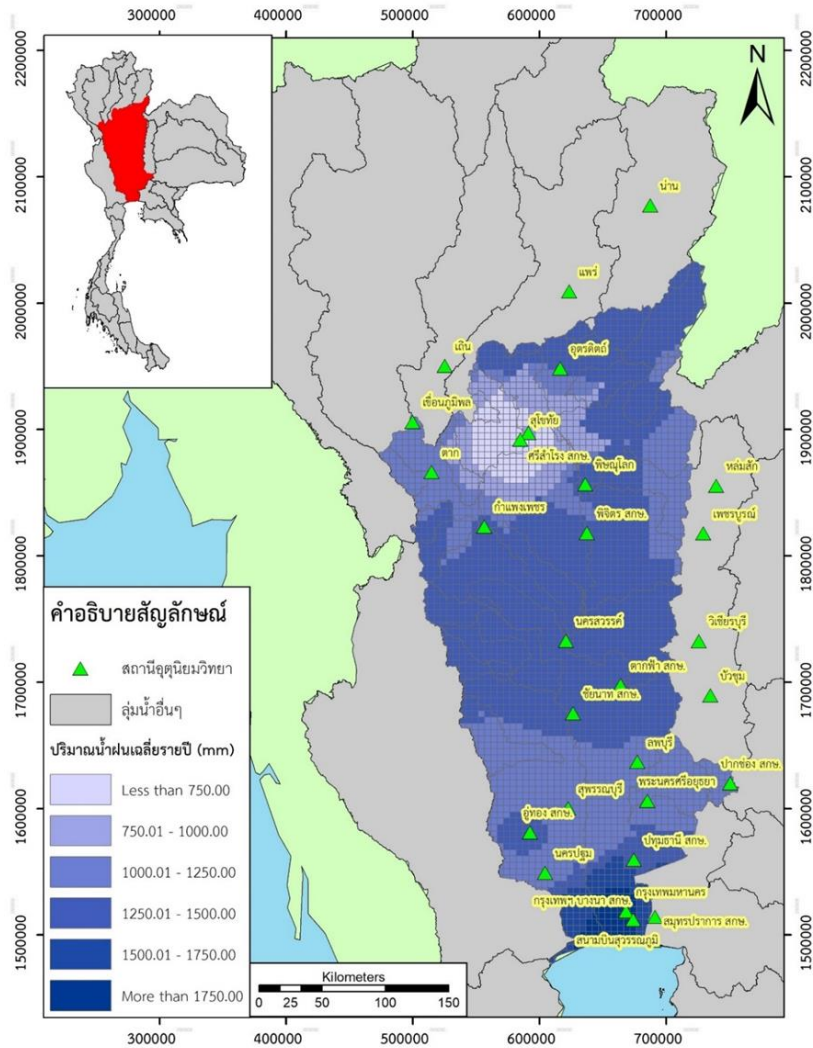 300000 400000 500000 600000 700000
2200000 2200000
2100000 2100000
2000000 2000000
1900000 1900000
1800000 1800000
1700000 1700000
1600000 1600000
1500000 1500000
N
น่าน
แพร่
เถิน
อุตรดิตถ์
เขื่อนภูมิพล
สุโขทัย
ศรีสำโรง สกษ.
ตาก
พิษณุโลก
หล่มสัก
กำแพงเพชร
พิจิตร สกษ.
เพชรบูรณ์
นครสวรรค์
วิเชียรบุรี
ตากฟ้า สกษ.
บัวชุม
ชัยนาท สกษ.
ลพบุรี
ปากช่อง สกษ.
สุพรรณบุรี
พระนครศรีอยุธยา
อู่ทอง สกษ.
ปทุมธานี สกษ.
นครปฐม
กรุงเทพมหานคร
กรุงเทพฯ บางนา สกษ.
สมุทรปราการ สกษ.
สนามบินสุวรรณภูมิ
คำอธิบายสัญลักษณ์
สถานีอุตุนิยมวิทยา
ลุ่มน้ำอื่นๆ
ปริมาณน้ำฝนเฉลี่ยรายปี (mm)
Less than 750.00
750.01 - 1000.00
1000.01 - 1250.00
1250.01 - 1500.00
1500.01 - 1750.00
More than 1750.00
Kilometers
0 25 50 100 150
300000 400000 500000 600000 700000